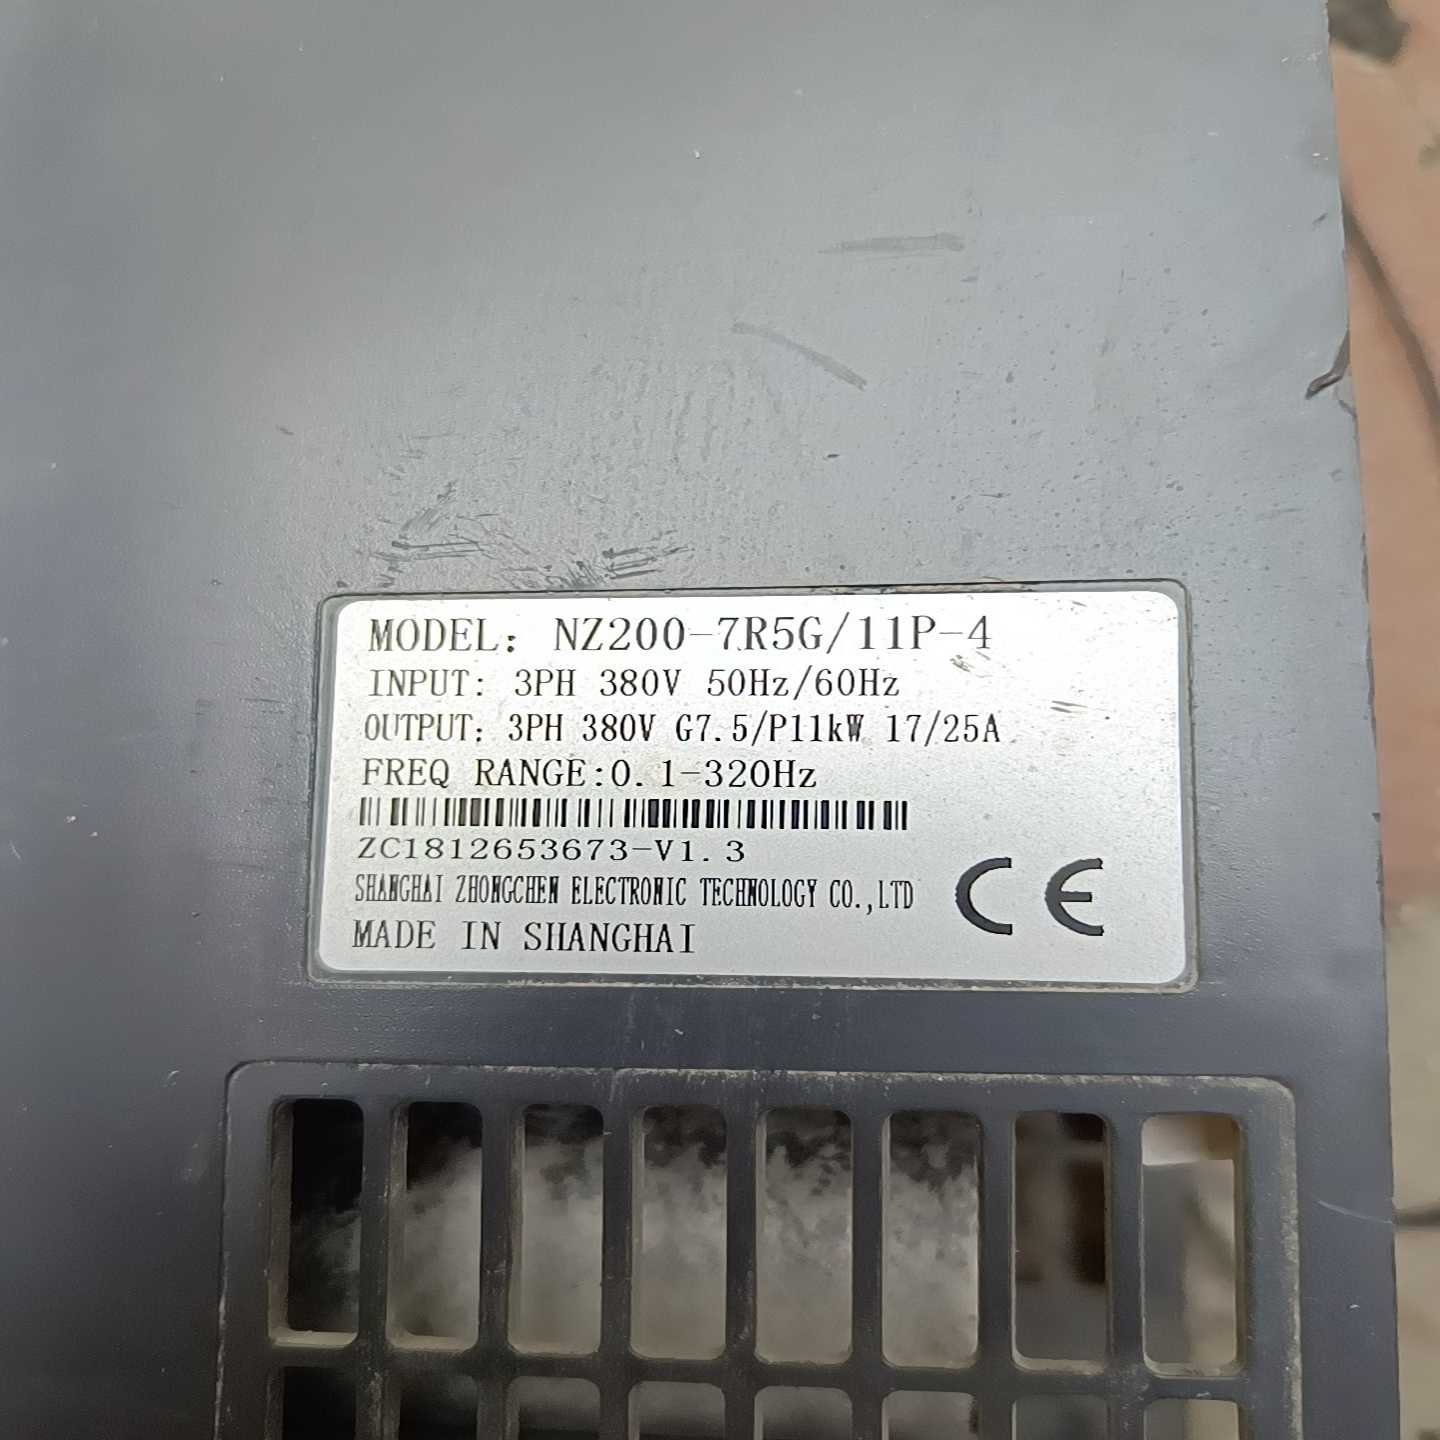 MODEL: NZ200-7R5G/11P-4
INPUT: 3PH 380V 50Hz/60Hz
OUTPUT: 3PH 380V G7.5/P11kW 17/25A
FREQ RANGE:0.1-320Hz
ZC1812653673-V1.3
SHANGHAI ZHONGCHEN ELECTRONIC TECHNOLOGY CO.,LTD
MADE IN SHANGHAI
CE